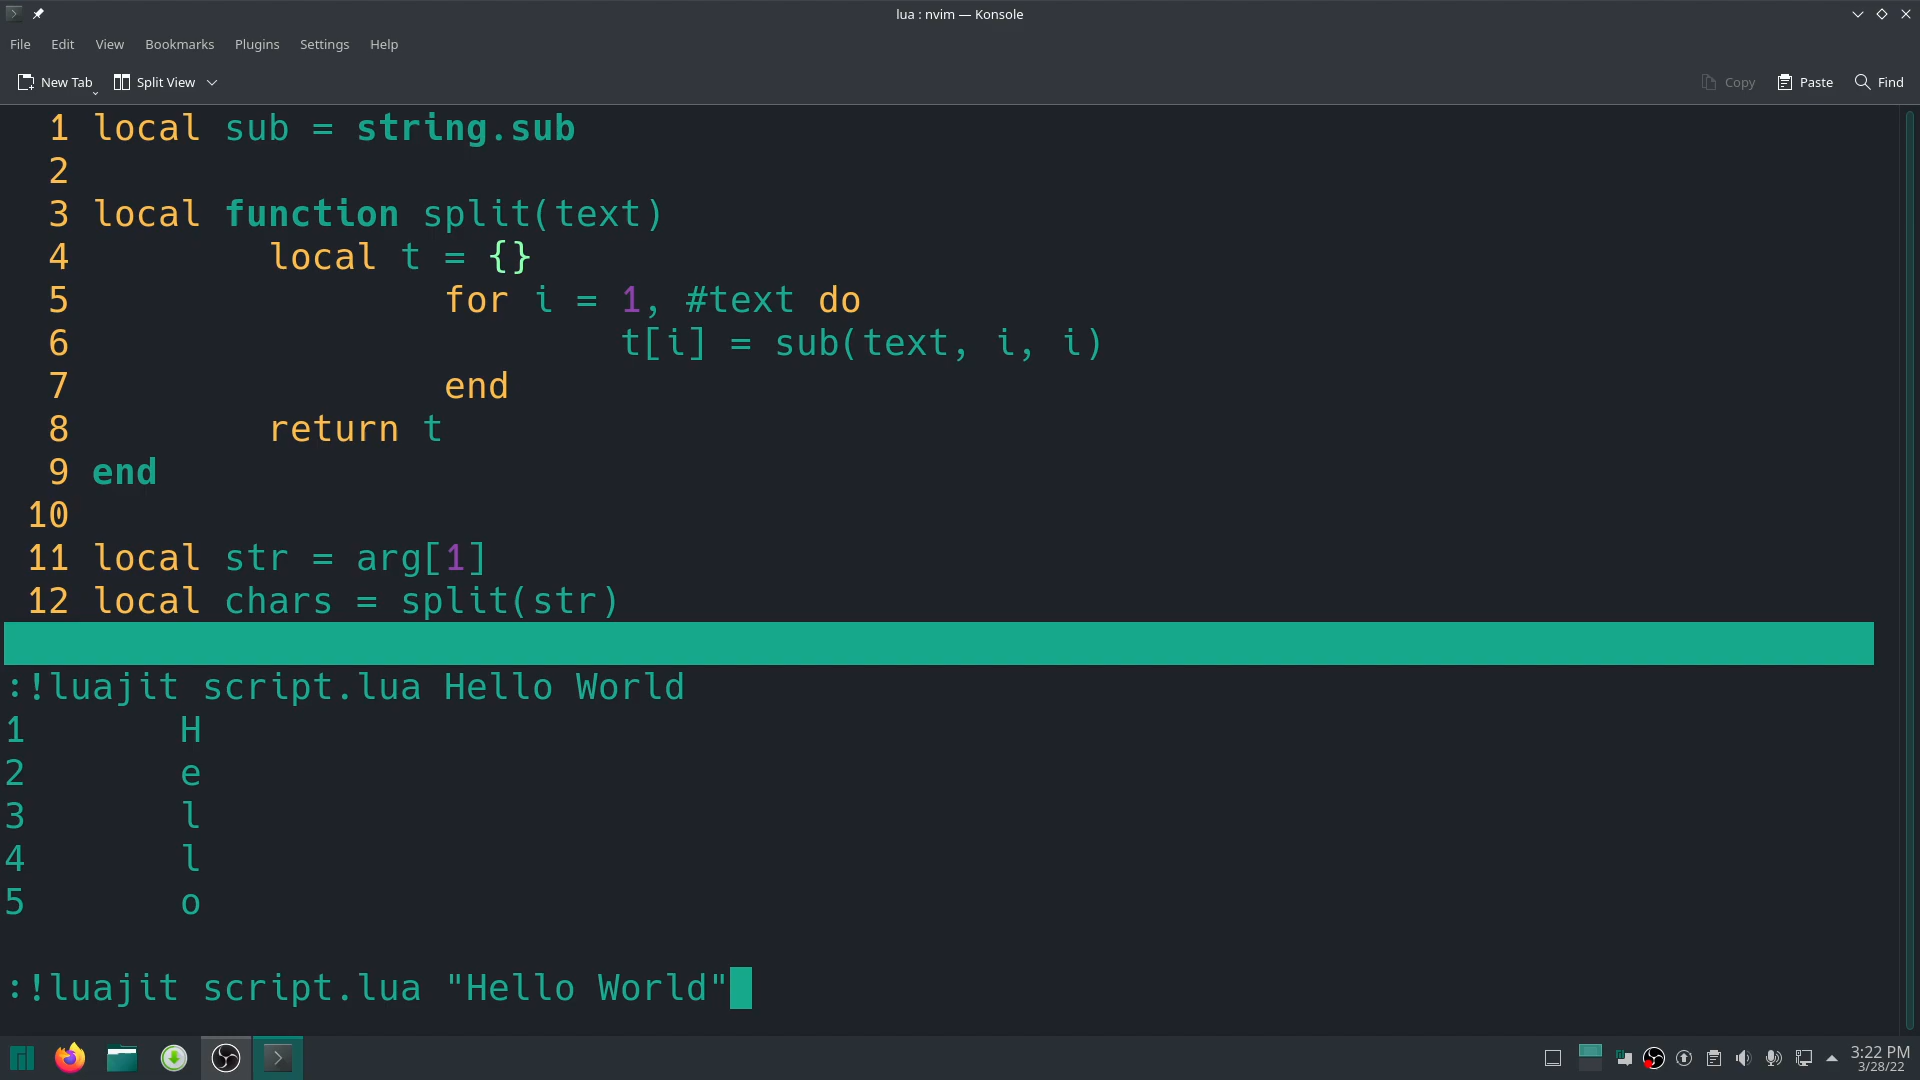 lua : nvim — Konsole
File Edit View Bookmarks Plugins Settings Help
New Tab Split View Copy Paste Find
1 local sub = string.sub
2
3 local function split(text)
4         local t = {}
5                 for i = 1, #text do
6                         t[i] = sub(text, i, i)
7                 end
8         return t
9 end
10
11 local str = arg[1]
12 local chars = split(str)
:!luajit script.lua Hello World
1       H
2       e
3       l
4       l
5       o
:!luajit script.lua "Hello World"
3:22 PM
3/28/22